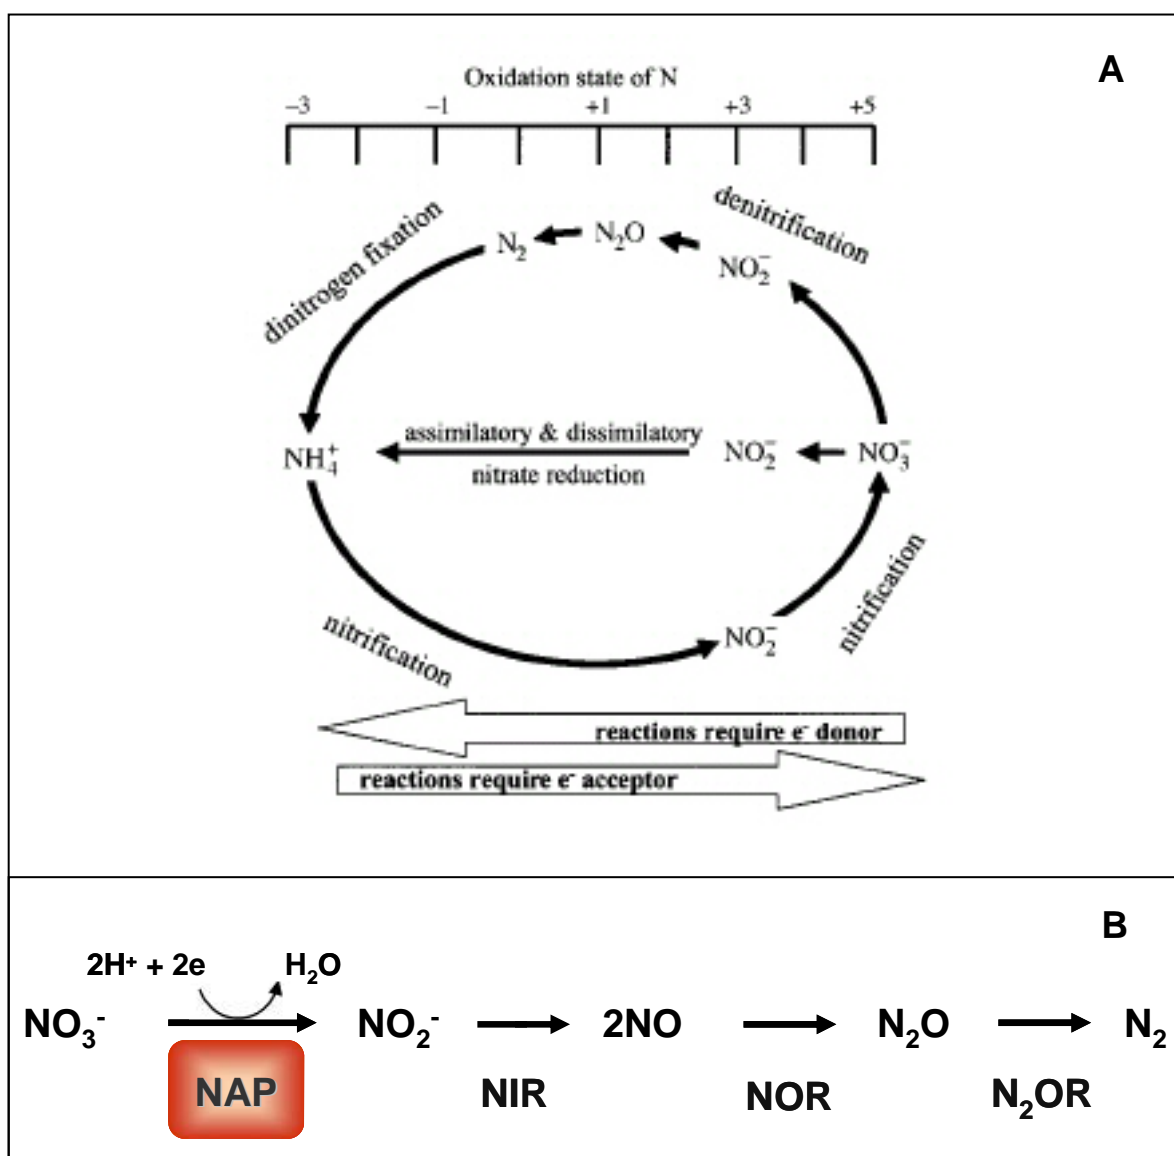 A
Oxidation state of N
–3 –1 +1 +3 +5
denitrification
dinitrogen fixation
N₂ N₂O NO₂⁻
assimilatory & dissimilatory
NH₄⁺ NO₂⁻ NO₃⁻
nitrate reduction
nitrification
NO₂⁻
nitrification
reactions require e⁻ donor
reactions require e⁻ acceptor
B
2H⁺ + 2e H₂O
NO₃⁻ NO₂⁻ 2NO N₂O N₂
NAP NIR NOR N₂OR